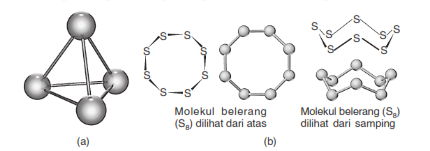 S
S S
S S
S S
S
S S S
S S
S
Molekul belerang
(S₈) dilihat dari atas
Molekul belerang (S₈)
dilihat dari samping
(a)
(b)